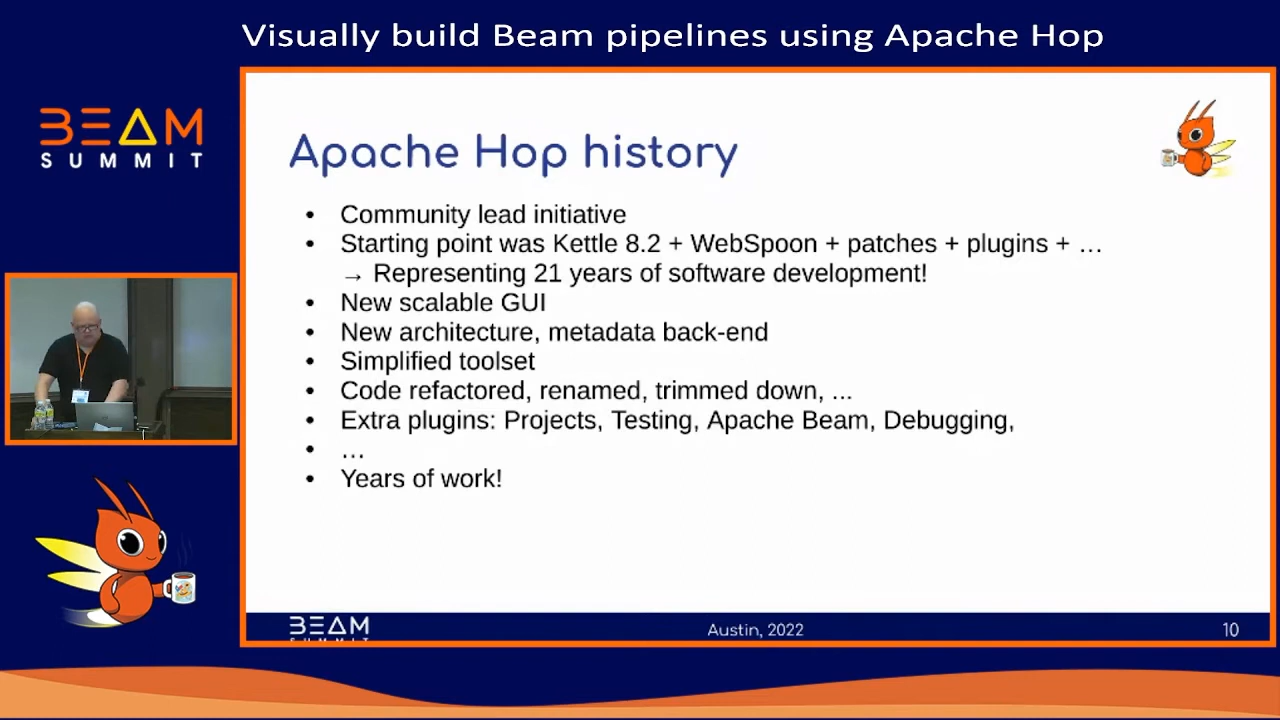 Visually build Beam pipelines using Apache Hop
BEAM
SUMMIT
Apache Hop history
• Community lead initiative
• Starting point was Kettle 8.2 + WebSpoon + patches + plugins + …
→ Representing 21 years of software development!
• New scalable GUI
• New architecture, metadata back-end
• Simplified toolset
• Code refactored, renamed, trimmed down, ...
• Extra plugins: Projects, Testing, Apache Beam, Debugging,
• …
• Years of work!
BEAM
SUMMIT
Austin, 2022
10